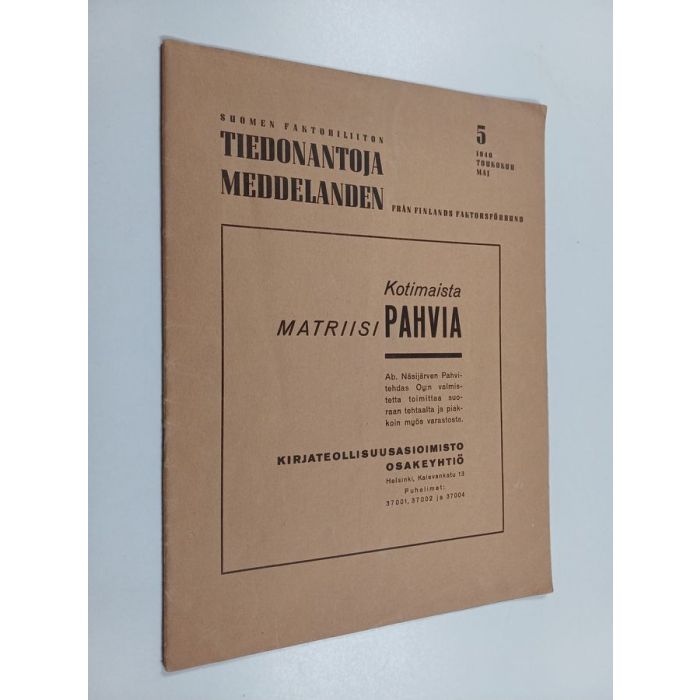 SUOMEN FAKTORILIITON
TIEDONANTOJA
MEDDELANDEN
FRÅN FINLANDS FAKTORSFÖRBUND
5
1940
TOUKOKUU
MAJ
Kotimaista
MATRIISI PAHVIA
Ab. Näsijärven Pahvi-
tehdas Oy:n valmis-
tetta toimittaa suo-
raan tehtaalta ja piak-
koin myös varastosta.
KIRJATEOLLISUUSASIOIMISTO
OSAKEYHTIÖ
Helsinki, Kalevankatu 13
Puhelimet:
37001, 37002 ja 37004